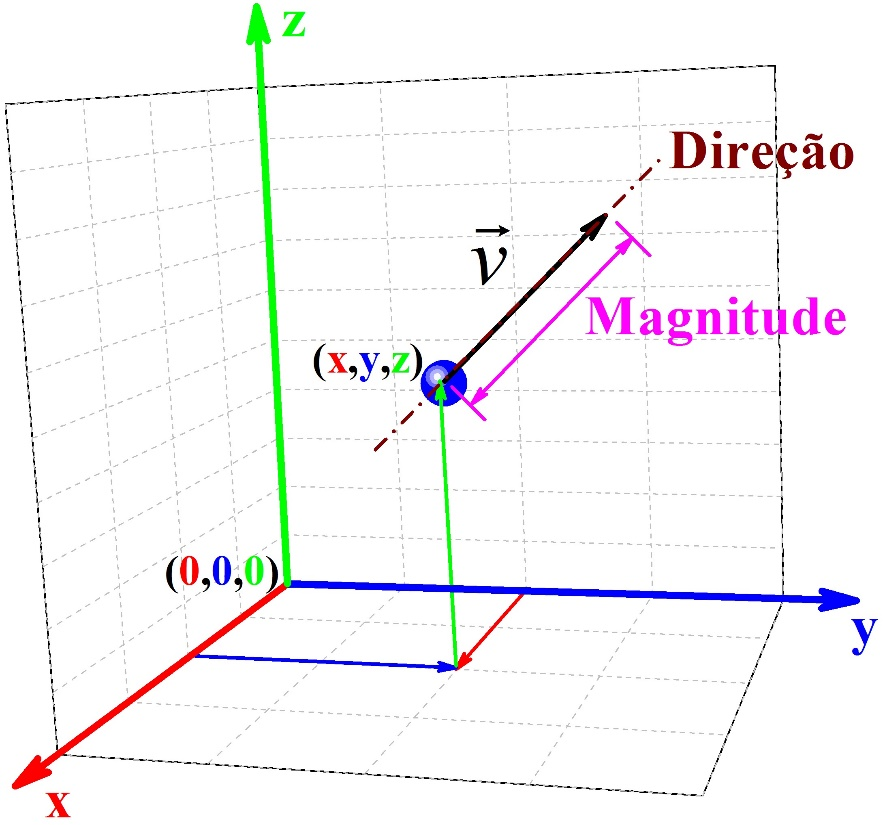 z
Direção
v
Magnitude
(x,y,z)
(0,0,0)
y
x